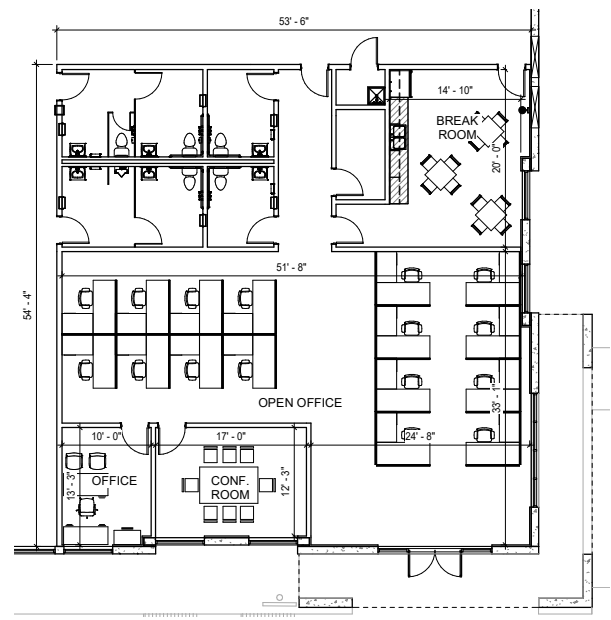 53' - 6"
14' - 10"
BREAK
ROOM
20' - 0"
51' - 8"
54' - 4"
33' - 1"
OPEN OFFICE
10' - 0"
17' - 0"
24' - 8"
13' - 3"
OFFICE
CONF.
ROOM
12' - 3"